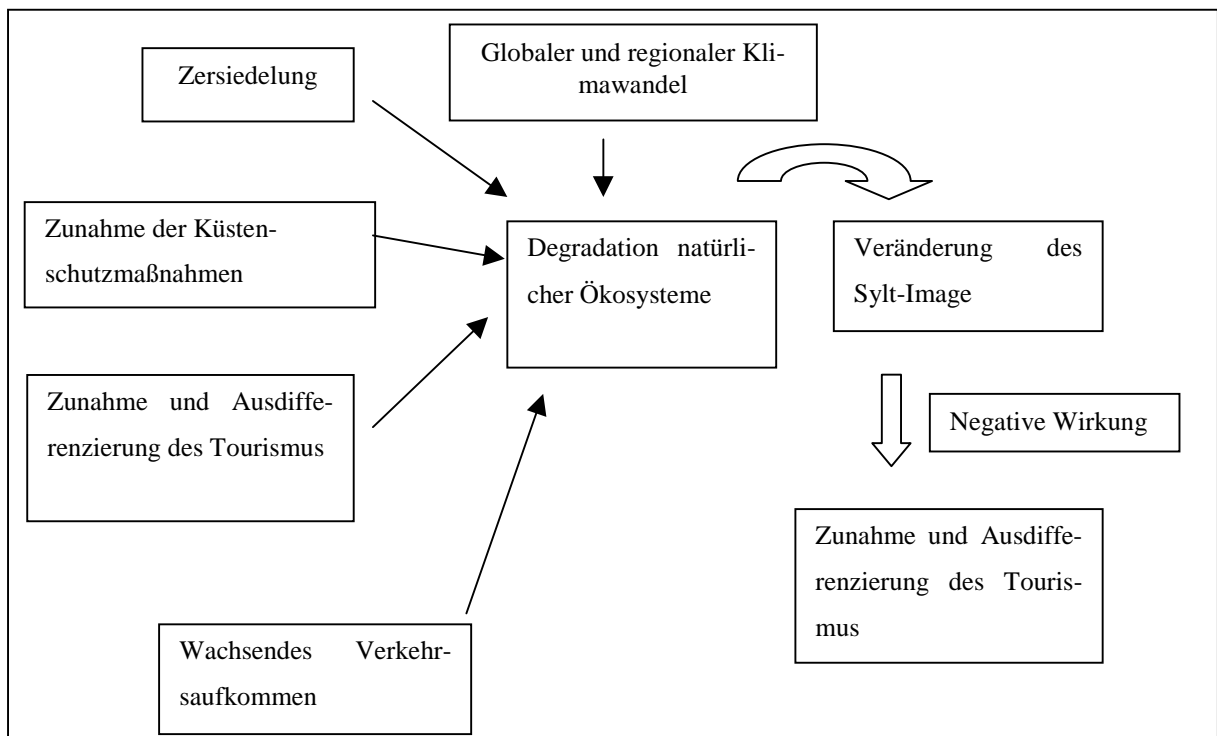 Zersiedelung
Globaler und regionaler Kli-
mawandel
Zunahme der Küsten-
schutzmaßnahmen
Degradation natürli-
cher Ökosysteme
Veränderung des
Sylt-Image
Zunahme und Ausdiffe-
renzierung des Tourismus
Negative Wirkung
Zunahme und Ausdiffe-
renzierung des Touris-
mus
Wachsendes Verkehr-
saufkommen